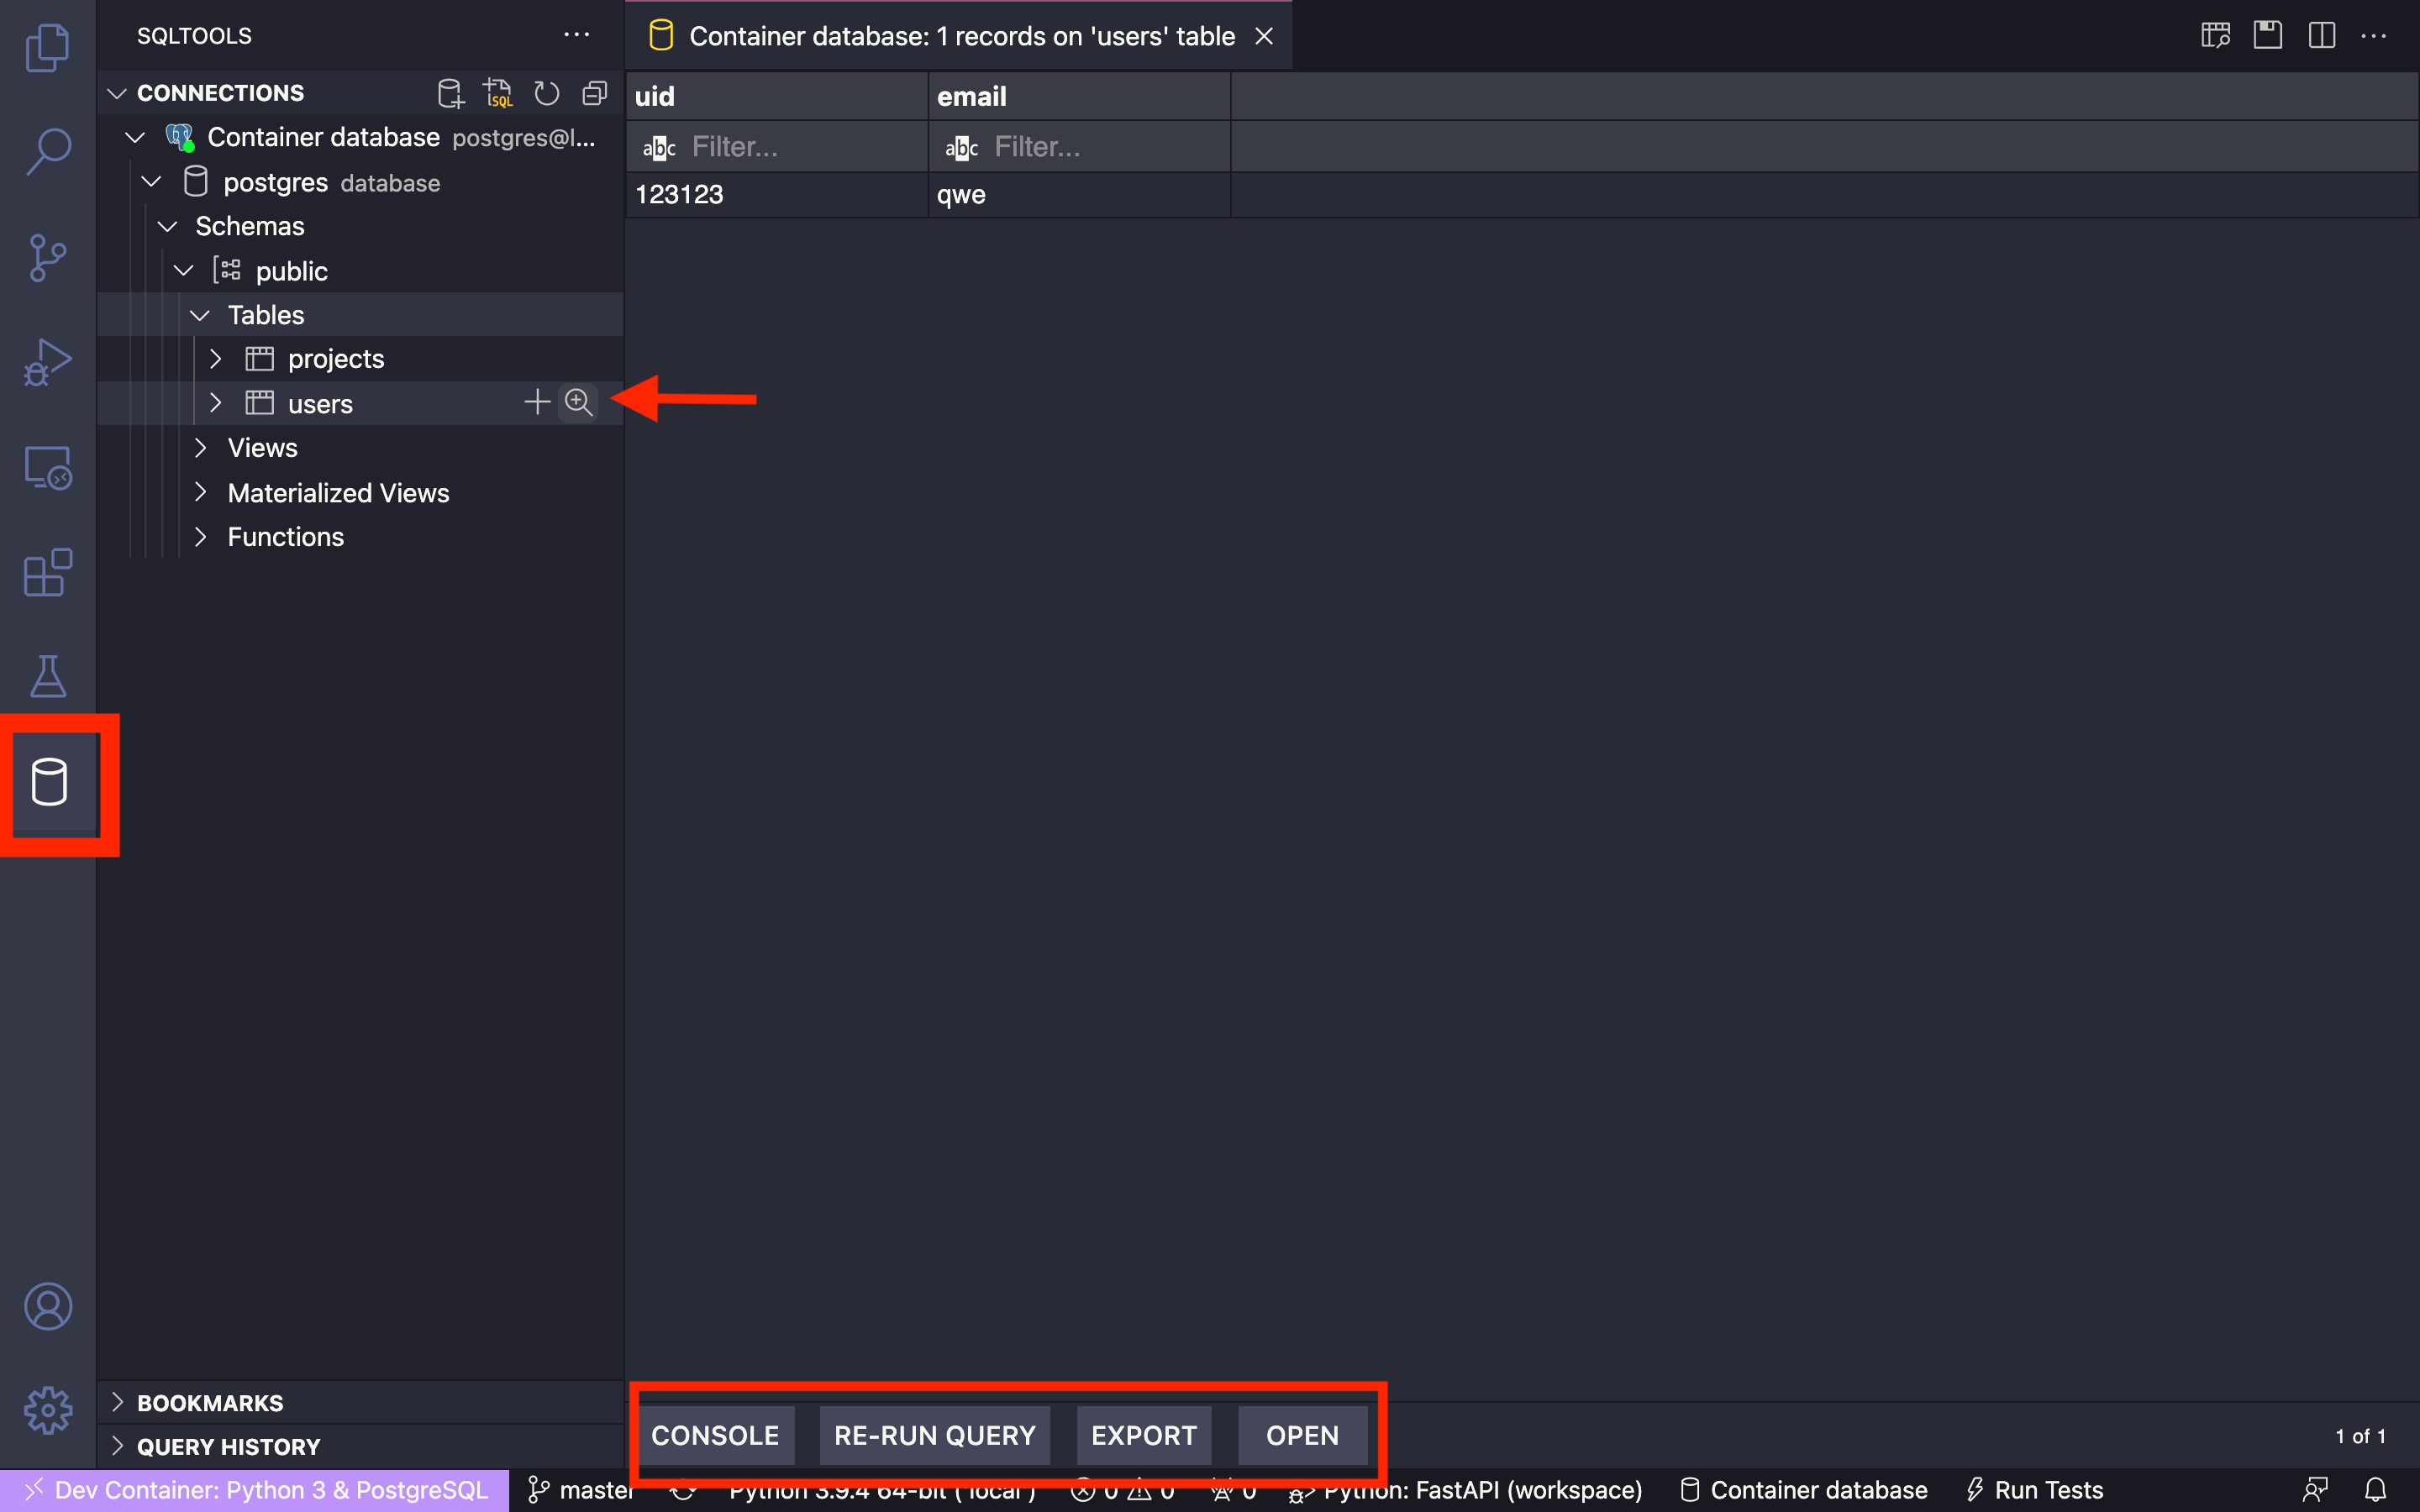 SQLTOOLS
CONNECTIONS
SQL
Container database postgres@l...
postgres database
Schemas
public
Tables
projects
users
Views
Materialized Views
Functions
BOOKMARKS
QUERY HISTORY
Container database: 1 records on 'users' table
uid email
abc Filter... abc Filter...
123123 qwe
CONSOLE RE-RUN QUERY EXPORT OPEN
1 of 1
Dev Container: Python 3 & PostgreSQL master Python 3.9.4 64-bit ('local') 0 0 0 Python: FastAPI (workspace) Container database Run Tests